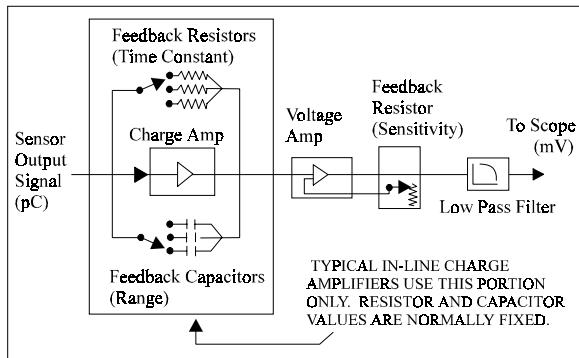 Feedback Resistors
(Time Constant)
Charge Amp
Sensor
Output
Signal
(pC)
Feedback Capacitors
(Range)
Voltage
Amp
Feedback
Resistor
(Sensitivity)
To Scope
(mV)
Low Pass Filter
TYPICAL IN-LINE CHARGE
AMPLIFIERS USE THIS PORTION
ONLY. RESISTOR AND CAPACITOR
VALUES ARE NORMALLY FIXED.